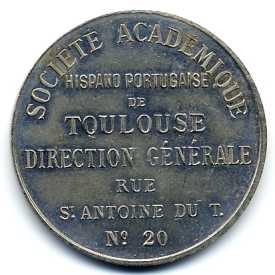 SOCIÉTÉ ACADÉMIQUE
HISPANO PORTUGAISE
DE
TOULOUSE
DIRECTION GÉNÉRALE
RUE
ST. ANTOINE DU T.
No. 20